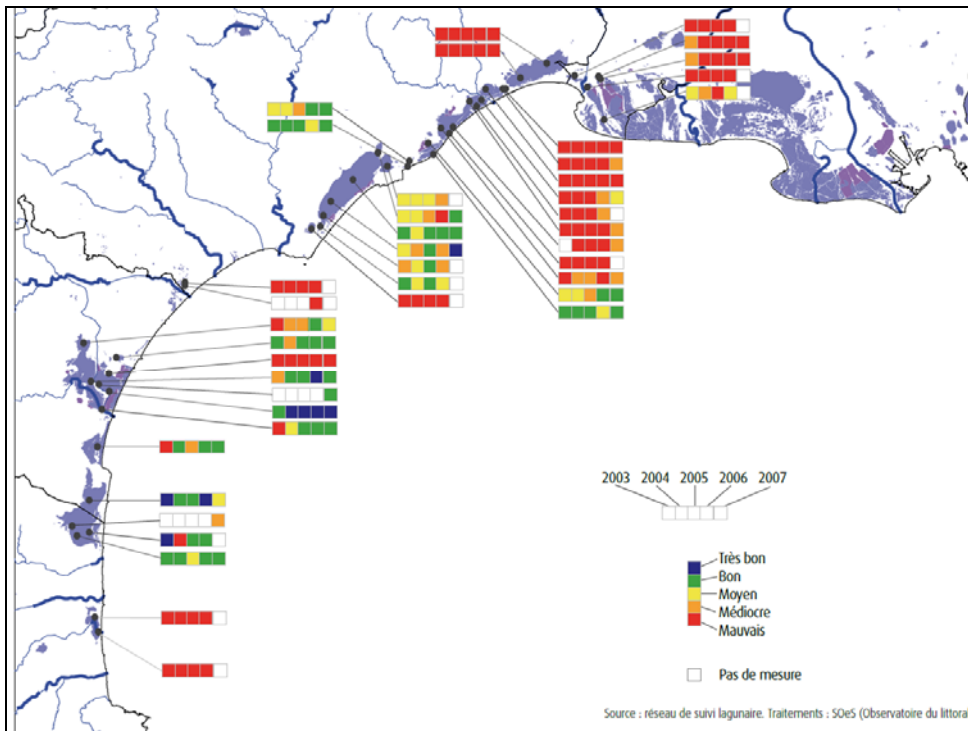 2003 2004 2005 2006 2007
Très bon
Bon
Moyen
Médiocre
Mauvais
Pas de mesure
Source : réseau de suivi lagunaire. Traitements : SOeS (Observatoire du littoral